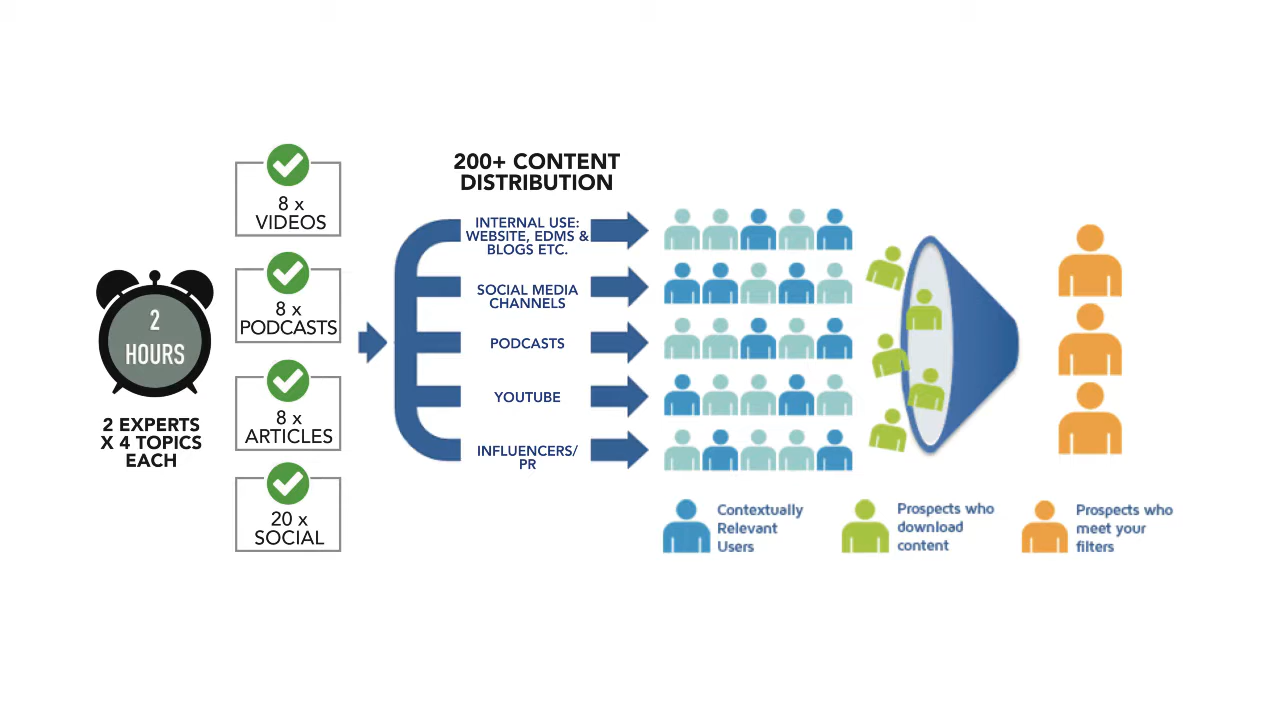 2
HOURS
2 EXPERTS
X 4 TOPICS
EACH
8 x
VIDEOS
8 x
PODCASTS
8 x
ARTICLES
20 x
SOCIAL
200+ CONTENT
DISTRIBUTION
INTERNAL USE:
WEBSITE, EDMS &
BLOGS ETC.
SOCIAL MEDIA
CHANNELS
PODCASTS
YOUTUBE
INFLUENCERS/
PR
Contextually
Relevant
Users
Prospects who
download
content
Prospects who
meet your
filters